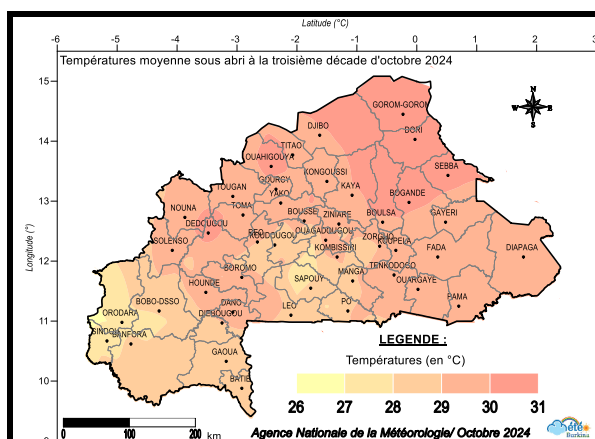 Latitude (°C)
-6 -5 -4 -3 -2 -1 0 1 2 3
Températures moyenne sous abri à la troisième décade d'octobre 2024
15
GOROM-GOROM
N
W E
S
DJIBO
DORI
14
TITAO
OUAHIGOUYA
SEBBA
KONGOUSSI
GOURCY
TOUGAN
YAKO
KAYA
BOGANDE
13
NOUNA
TOMA
BOUSSE
ZINIARE
BOULSA
GAYERI
DEDOUGOU
REO
KOUDOUGOU
OUAGADOUGOU
ZORGHO
KOUPELA
SOLENSO
KOMBISSIRI
FADA
DIAPAGA
Longitude (°)
12
BOROMO
SAPOUY
MANGA
TENKODOGO
HOUNDE
OUARGAYE
BOBO-DSSO
DANO
LEO
PO
PAMA
ORODARA
DIEBOUGOU
11
SINDOU
BANFORA
LEGENDE :
GAOUA
Températures (en °C)
10
BATIE
26 27 28 29 30 31
0 100 200
km
Agence Nationale de la Météorologie/ Octobre 2024
été
Burkina
9